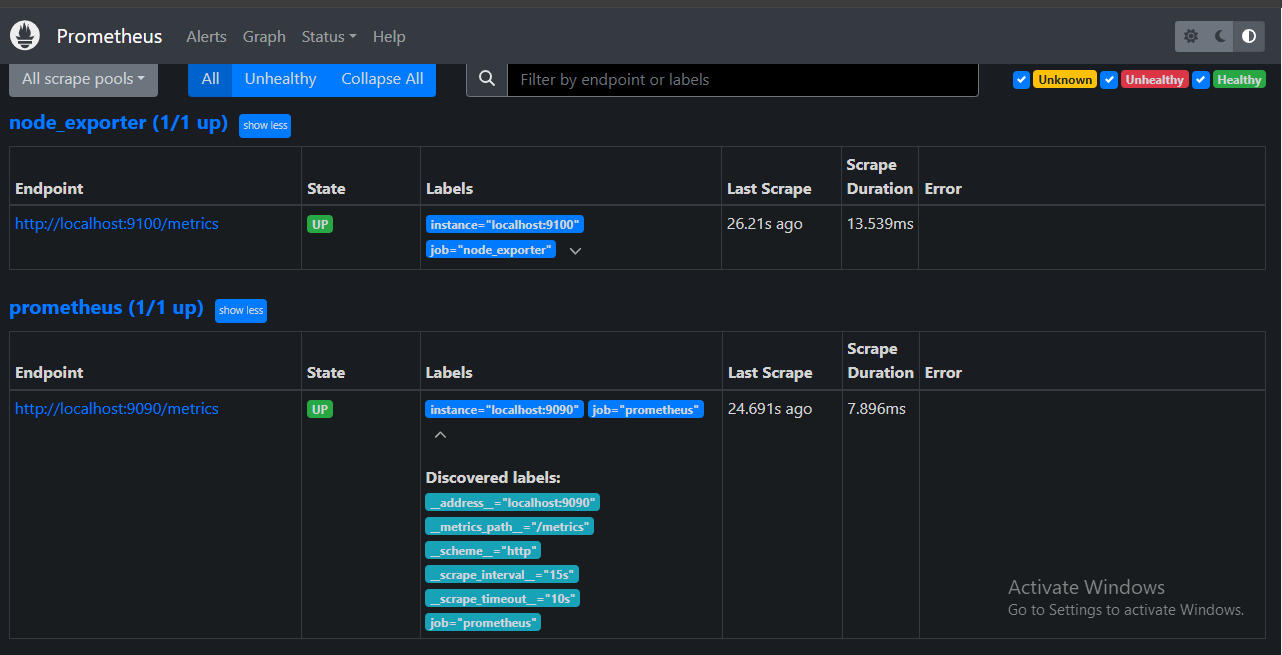 Prometheus Alerts Graph Status Help
All scrape pools All Unhealthy Collapse All Filter by endpoint or labels Unknown Unhealthy Healthy
node_exporter (1/1 up) show less
Endpoint State Labels Last Scrape Scrape Duration Error
http://localhost:9100/metrics UP instance="localhost:9100" 26.21s ago 13.539ms
job="node_exporter"
prometheus (1/1 up) show less
Endpoint State Labels Last Scrape Scrape Duration Error
http://localhost:9090/metrics UP instance="localhost:9090" job="prometheus" 24.691s ago 7.896ms
Discovered labels:
__address__="localhost:9090"
__metrics_path__="/metrics"
__scheme__="http"
__scrape_interval__="15s"
__scrape_timeout__="10s"
job="prometheus"
Activate Windows
Go to Settings to activate Windows.